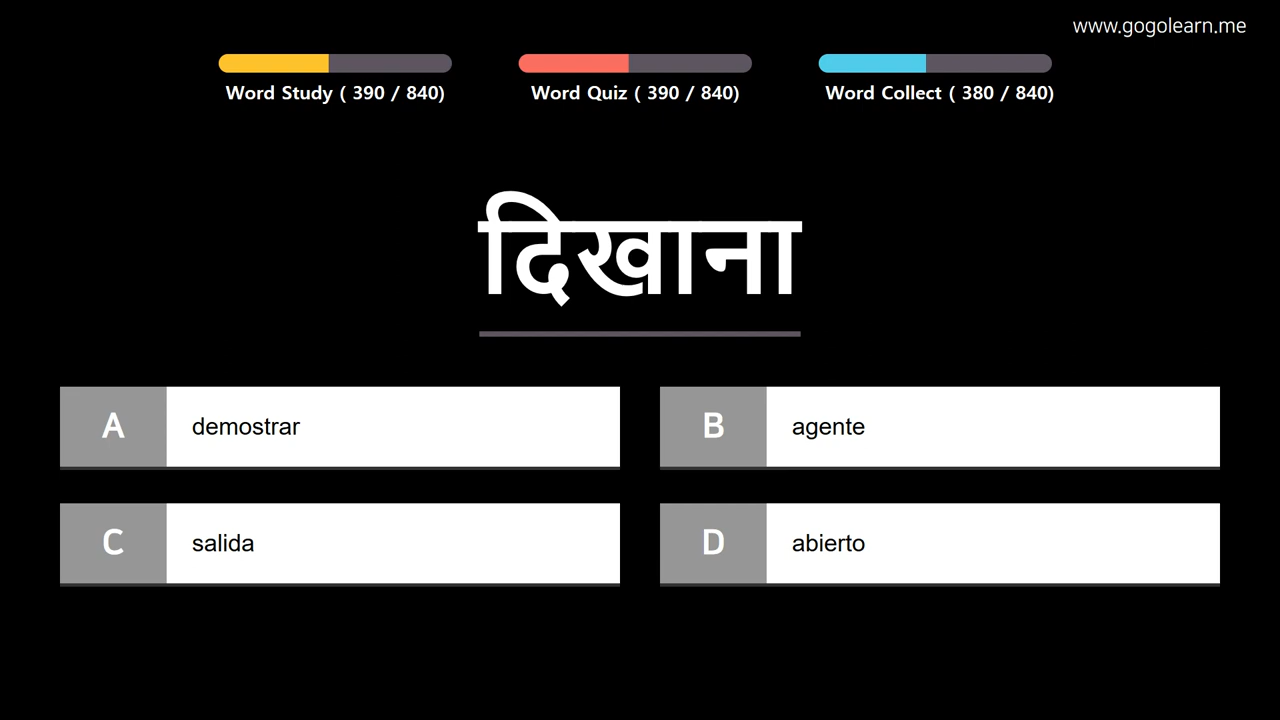 www.gogolearn.me
Word Study ( 390 / 840)
Word Quiz ( 390 / 840)
Word Collect ( 380 / 840)
दिखाना
A demostrar
B agente
C salida
D abierto